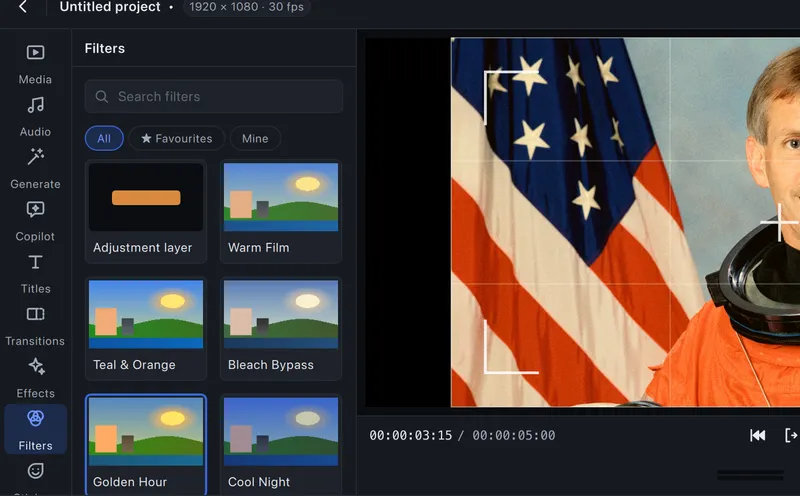 Untitled project • 1920 × 1080 · 30 fps
Media
Audio
Generate
Copilot
Titles
Transitions
Effects
Filters
Filters
Search filters
All
★ Favourites
Mine
Adjustment layer
Warm Film
Teal & Orange
Bleach Bypass
Golden Hour
Cool Night
00:00:03:15 / 00:00:05:00